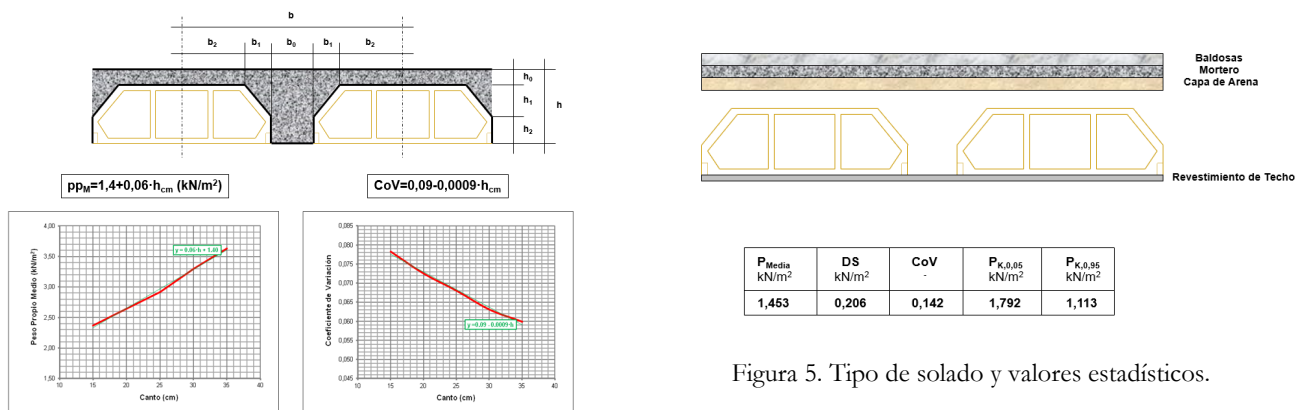 b
b₂ b₁ b₀ b₁ b₂
h₀
h₁
h
h₂
pp_M=1,4+0,06·h_cm (kN/m²)
CoV=0,09-0,0009·h_cm
Peso Propio Medio (kN/m²)
4,00
3,50
3,00
2,50
2,00
1,50
y = 0.06·h + 1.40
10 15 20 25 30 35 40
Canto (cm)
Coeficiente de Variación
0,085
0,080
0,075
0,070
0,065
0,060
0,055
0,050
0,045
y =0.09 - 0.0009·h
10 15 20 25 30 35 40
Canto (cm)
Baldosas
Mortero
Capa de Arena
Revestimiento de Techo
P_Media DS CoV P_K,0,05 P_K,0,95
kN/m² kN/m² - kN/m² kN/m²
1,453 0,206 0,142 1,792 1,113
Figura 5. Tipo de solado y valores estadísticos.